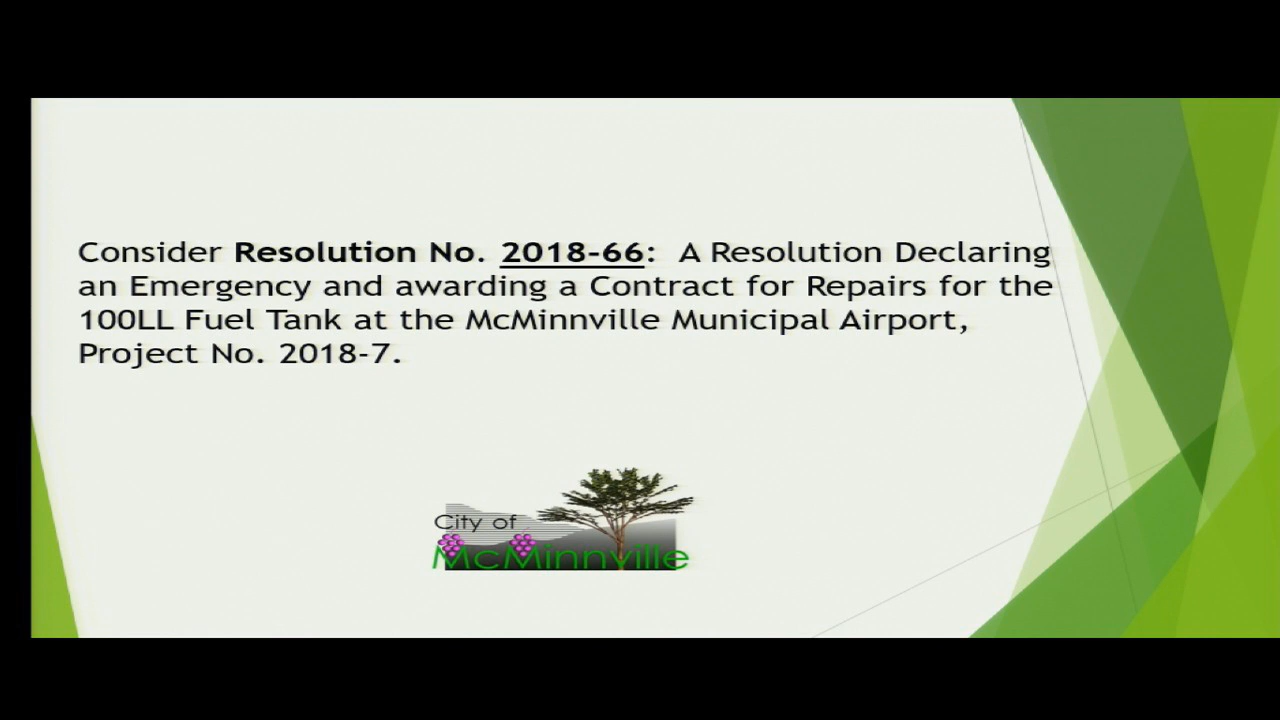 Consider Resolution No. 2018-66: A Resolution Declaring
an Emergency and awarding a Contract for Repairs for the
100LL Fuel Tank at the McMinnville Municipal Airport,
Project No. 2018-7.
City of
McMinnville